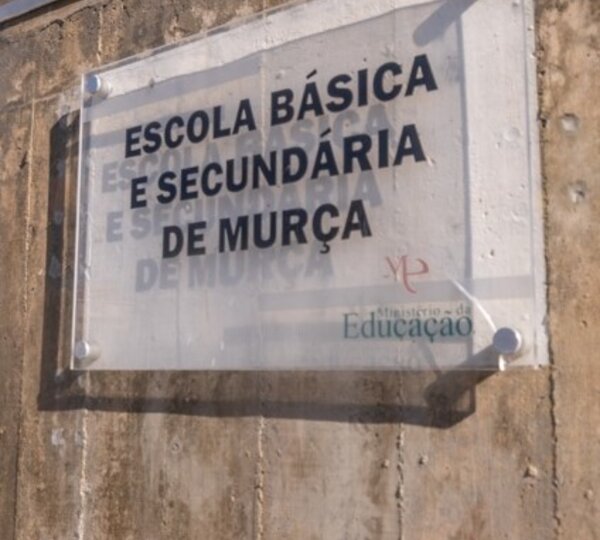 ESCOLA BÁSICA
E SECUNDÁRIA
DE MURÇA
Ministério da
Educação